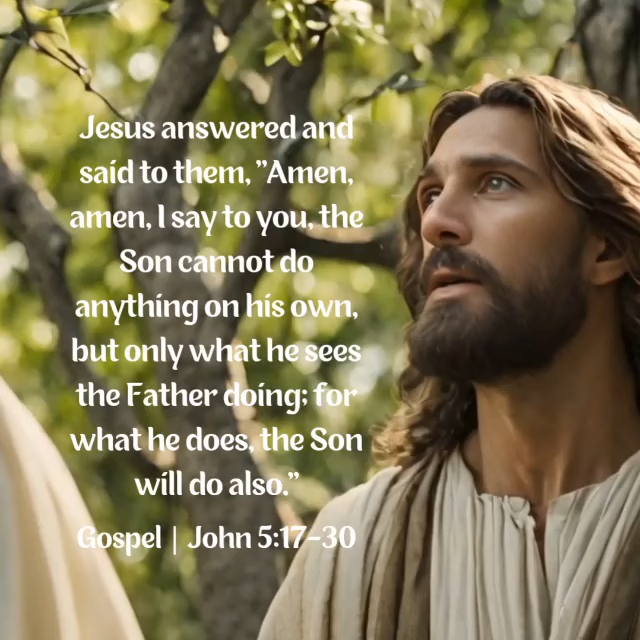 Jesus answered and
said to them, "Amen,
amen, I say to you, the
Son cannot do
anything on his own,
but only what he sees
the Father doing; for
what he does, the Son
will do also."
Gospel | John 5:17-30